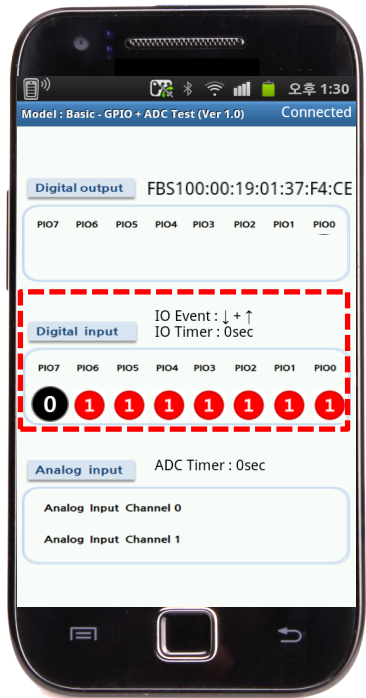 오후 1:30
Model : Basic - GPIO + ADC Test (Ver 1.0) Connected
Digital output FBS100:00:19:01:37:F4:CE
PIO7 PIO6 PIO5 PIO4 PIO3 PIO2 PIO1 PIO0
IO Event : ↓ + ↑
Digital input IO Timer : 0sec
PIO7 PIO6 PIO5 PIO4 PIO3 PIO2 PIO1 PIO0
0 1 1 1 1 1 1 1
Analog input ADC Timer : 0sec
Analog Input Channel 0
Analog Input Channel 1